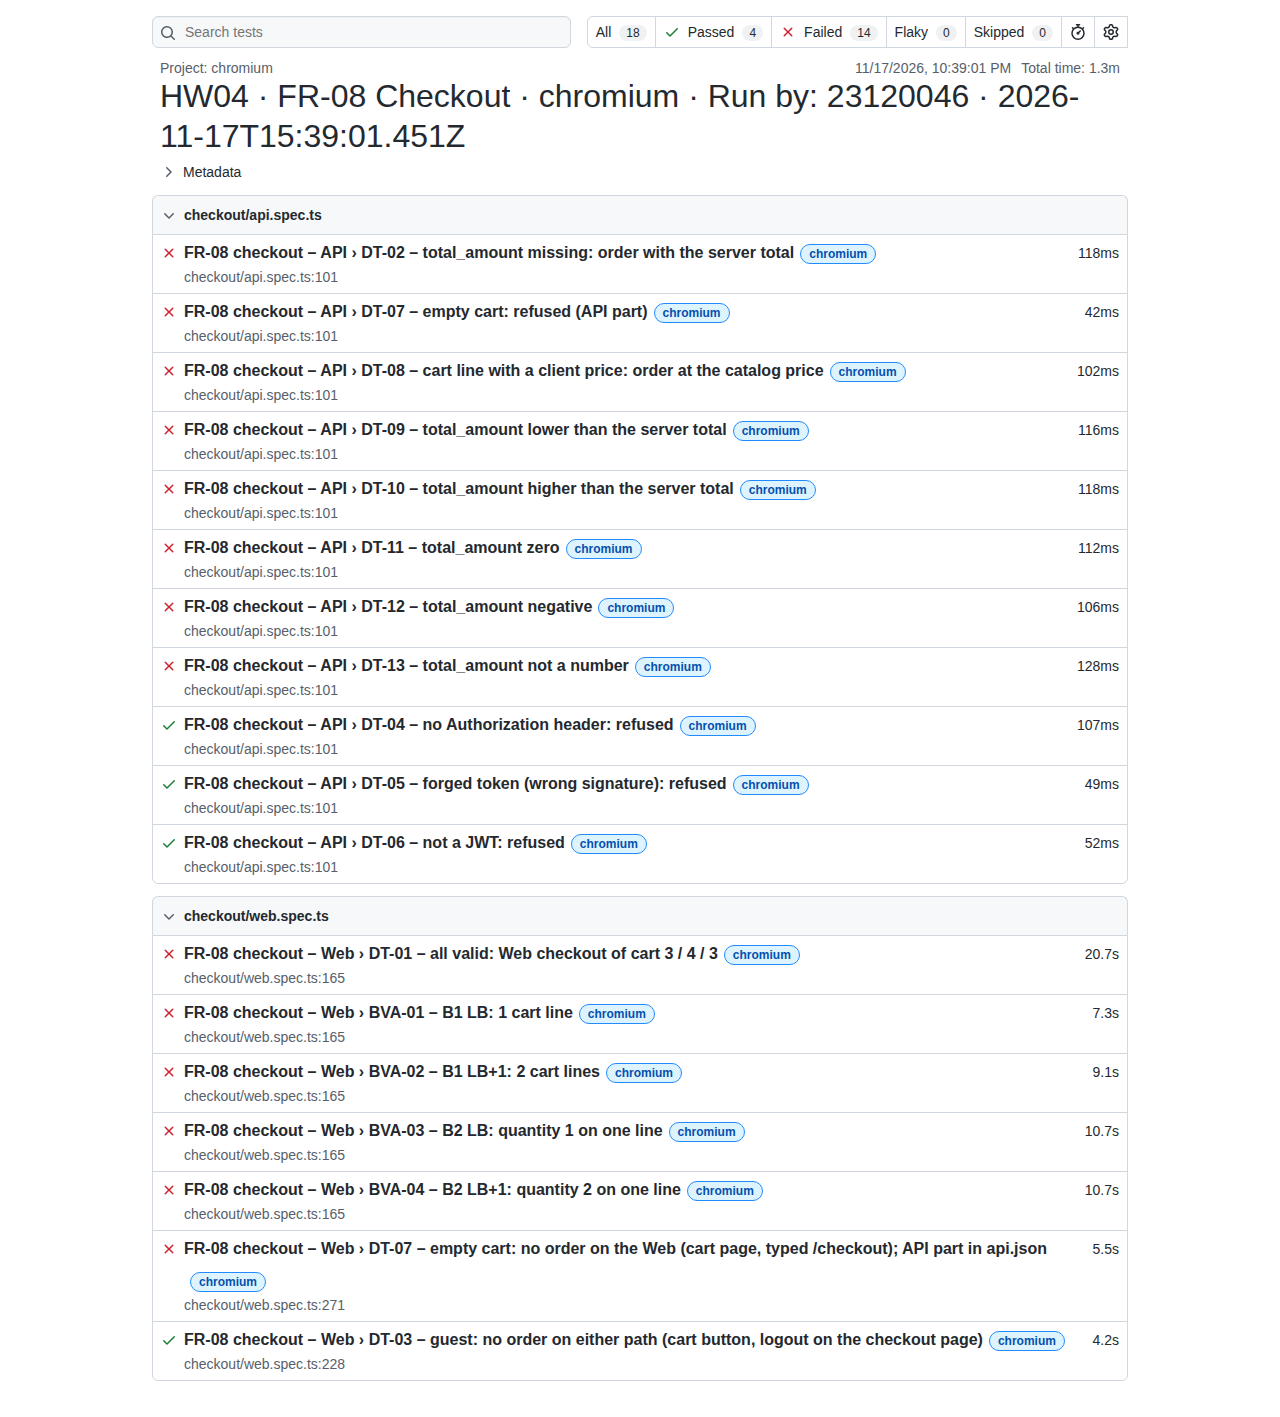 Search tests
All 18 Passed 4 Failed 14 Flaky 0 Skipped 0
Project: chromium 11/17/2026, 10:39:01 PM Total time: 1.3m
HW04 · FR-08 Checkout · chromium · Run by: 23120046 · 2026-
11-17T15:39:01.451Z
Metadata
checkout/api.spec.ts
FR-08 checkout – API › DT-02 – total_amount missing: order with the server total chromium 118ms
checkout/api.spec.ts:101
FR-08 checkout – API › DT-07 – empty cart: refused (API part) chromium 42ms
checkout/api.spec.ts:101
FR-08 checkout – API › DT-08 – cart line with a client price: order at the catalog price chromium 102ms
checkout/api.spec.ts:101
FR-08 checkout – API › DT-09 – total_amount lower than the server total chromium 116ms
checkout/api.spec.ts:101
FR-08 checkout – API › DT-10 – total_amount higher than the server total chromium 118ms
checkout/api.spec.ts:101
FR-08 checkout – API › DT-11 – total_amount zero chromium 112ms
checkout/api.spec.ts:101
FR-08 checkout – API › DT-12 – total_amount negative chromium 106ms
checkout/api.spec.ts:101
FR-08 checkout – API › DT-13 – total_amount not a number chromium 128ms
checkout/api.spec.ts:101
FR-08 checkout – API › DT-04 – no Authorization header: refused chromium 107ms
checkout/api.spec.ts:101
FR-08 checkout – API › DT-05 – forged token (wrong signature): refused chromium 49ms
checkout/api.spec.ts:101
FR-08 checkout – API › DT-06 – not a JWT: refused chromium 52ms
checkout/api.spec.ts:101
checkout/web.spec.ts
FR-08 checkout – Web › DT-01 – all valid: Web checkout of cart 3 / 4 / 3 chromium 20.7s
checkout/web.spec.ts:165
FR-08 checkout – Web › BVA-01 – B1 LB: 1 cart line chromium 7.3s
checkout/web.spec.ts:165
FR-08 checkout – Web › BVA-02 – B1 LB+1: 2 cart lines chromium 9.1s
checkout/web.spec.ts:165
FR-08 checkout – Web › BVA-03 – B2 LB: quantity 1 on one line chromium 10.7s
checkout/web.spec.ts:165
FR-08 checkout – Web › BVA-04 – B2 LB+1: quantity 2 on one line chromium 10.7s
checkout/web.spec.ts:165
FR-08 checkout – Web › DT-07 – empty cart: no order on the Web (cart page, typed /checkout); API part in api.json 5.5s
chromium
checkout/web.spec.ts:271
FR-08 checkout – Web › DT-03 – guest: no order on either path (cart button, logout on the checkout page) chromium 4.2s
checkout/web.spec.ts:228